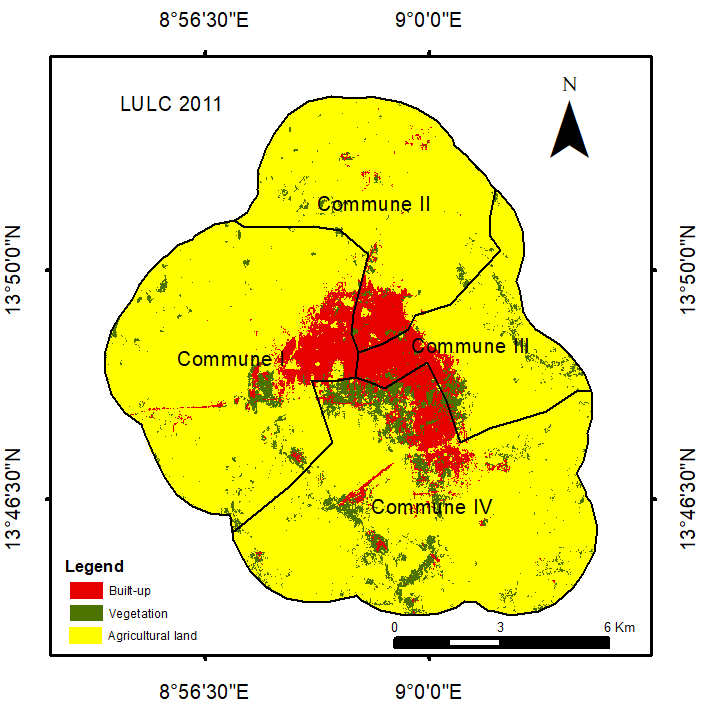 8°56'30"E 9°0'0"E
LULC 2011
N
Commune II
13°50'0"N 13°50'0"N
Commune III
Commune I
13°46'30"N 13°46'30"N
Commune IV
Legend
Built-up
Vegetation
Agricultural land
0 3 6 Km
8°56'30"E 9°0'0"E